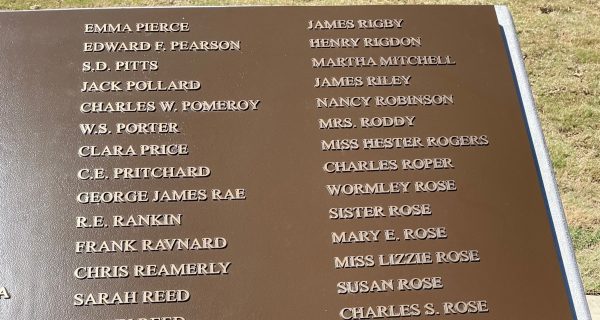 EMMA PIERCE
EDWARD F. PEARSON
S.D. PITTS
JACK POLLARD
CHARLES W. POMEROY
W.S. PORTER
CLARA PRICE
C.E. PRITCHARD
GEORGE JAMES RAE
R.E. RANKIN
FRANK RAVNARD
CHRIS REAMERLY
SARAH REED
JAMES RIGBY
HENRY RIGDON
MARTHA MITCHELL
JAMES RILEY
NANCY ROBINSON
MRS. RODDY
MISS HESTER ROGERS
CHARLES ROPER
WORMLEY ROSE
SISTER ROSE
MARY E. ROSE
MISS LIZZIE ROSE
SUSAN ROSE
CHARLES S. ROSE